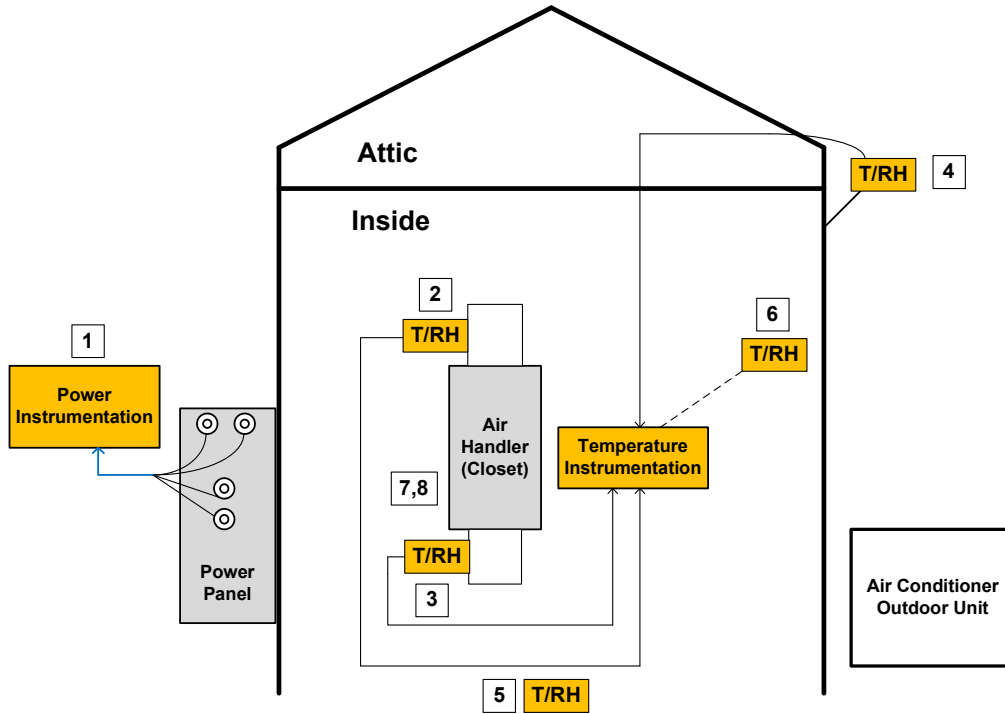 Attic
T/RH
4
Inside
2
T/RH
6
T/RH
1
Power
Instrumentation
Air
Handler
(Closet)
Temperature
Instrumentation
7,8
T/RH
3
Power
Panel
Air Conditioner
Outdoor Unit
5
T/RH